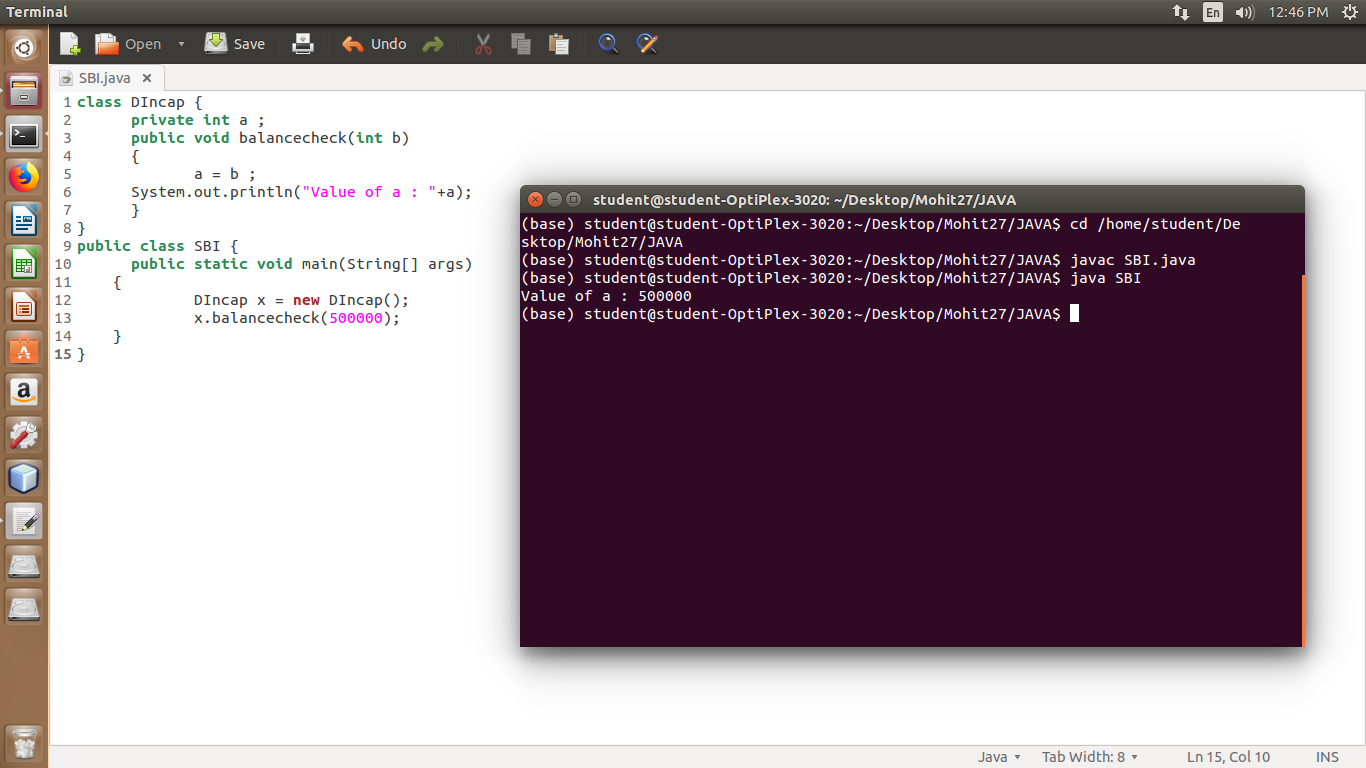 Terminal
En
12:46 PM
Open
Save
Undo
SBI.java
1 class DIncap {
2 private int a ;
3 public void balancecheck(int b)
4 {
5 a = b ;
6 System.out.println("Value of a : "+a);
7 }
8 }
9 public class SBI {
10 public static void main(String[] args)
11 {
12 DIncap x = new DIncap();
13 x.balancecheck(500000);
14 }
15 }
student@student-OptiPlex-3020: ~/Desktop/Mohit27/JAVA
(base) student@student-OptiPlex-3020:~/Desktop/Mohit27/JAVA$ cd /home/student/De
sktop/Mohit27/JAVA
(base) student@student-OptiPlex-3020:~/Desktop/Mohit27/JAVA$ javac SBI.java
(base) student@student-OptiPlex-3020:~/Desktop/Mohit27/JAVA$ java SBI
Value of a : 500000
(base) student@student-OptiPlex-3020:~/Desktop/Mohit27/JAVA$
Java
Tab Width: 8
Ln 15, Col 10
INS